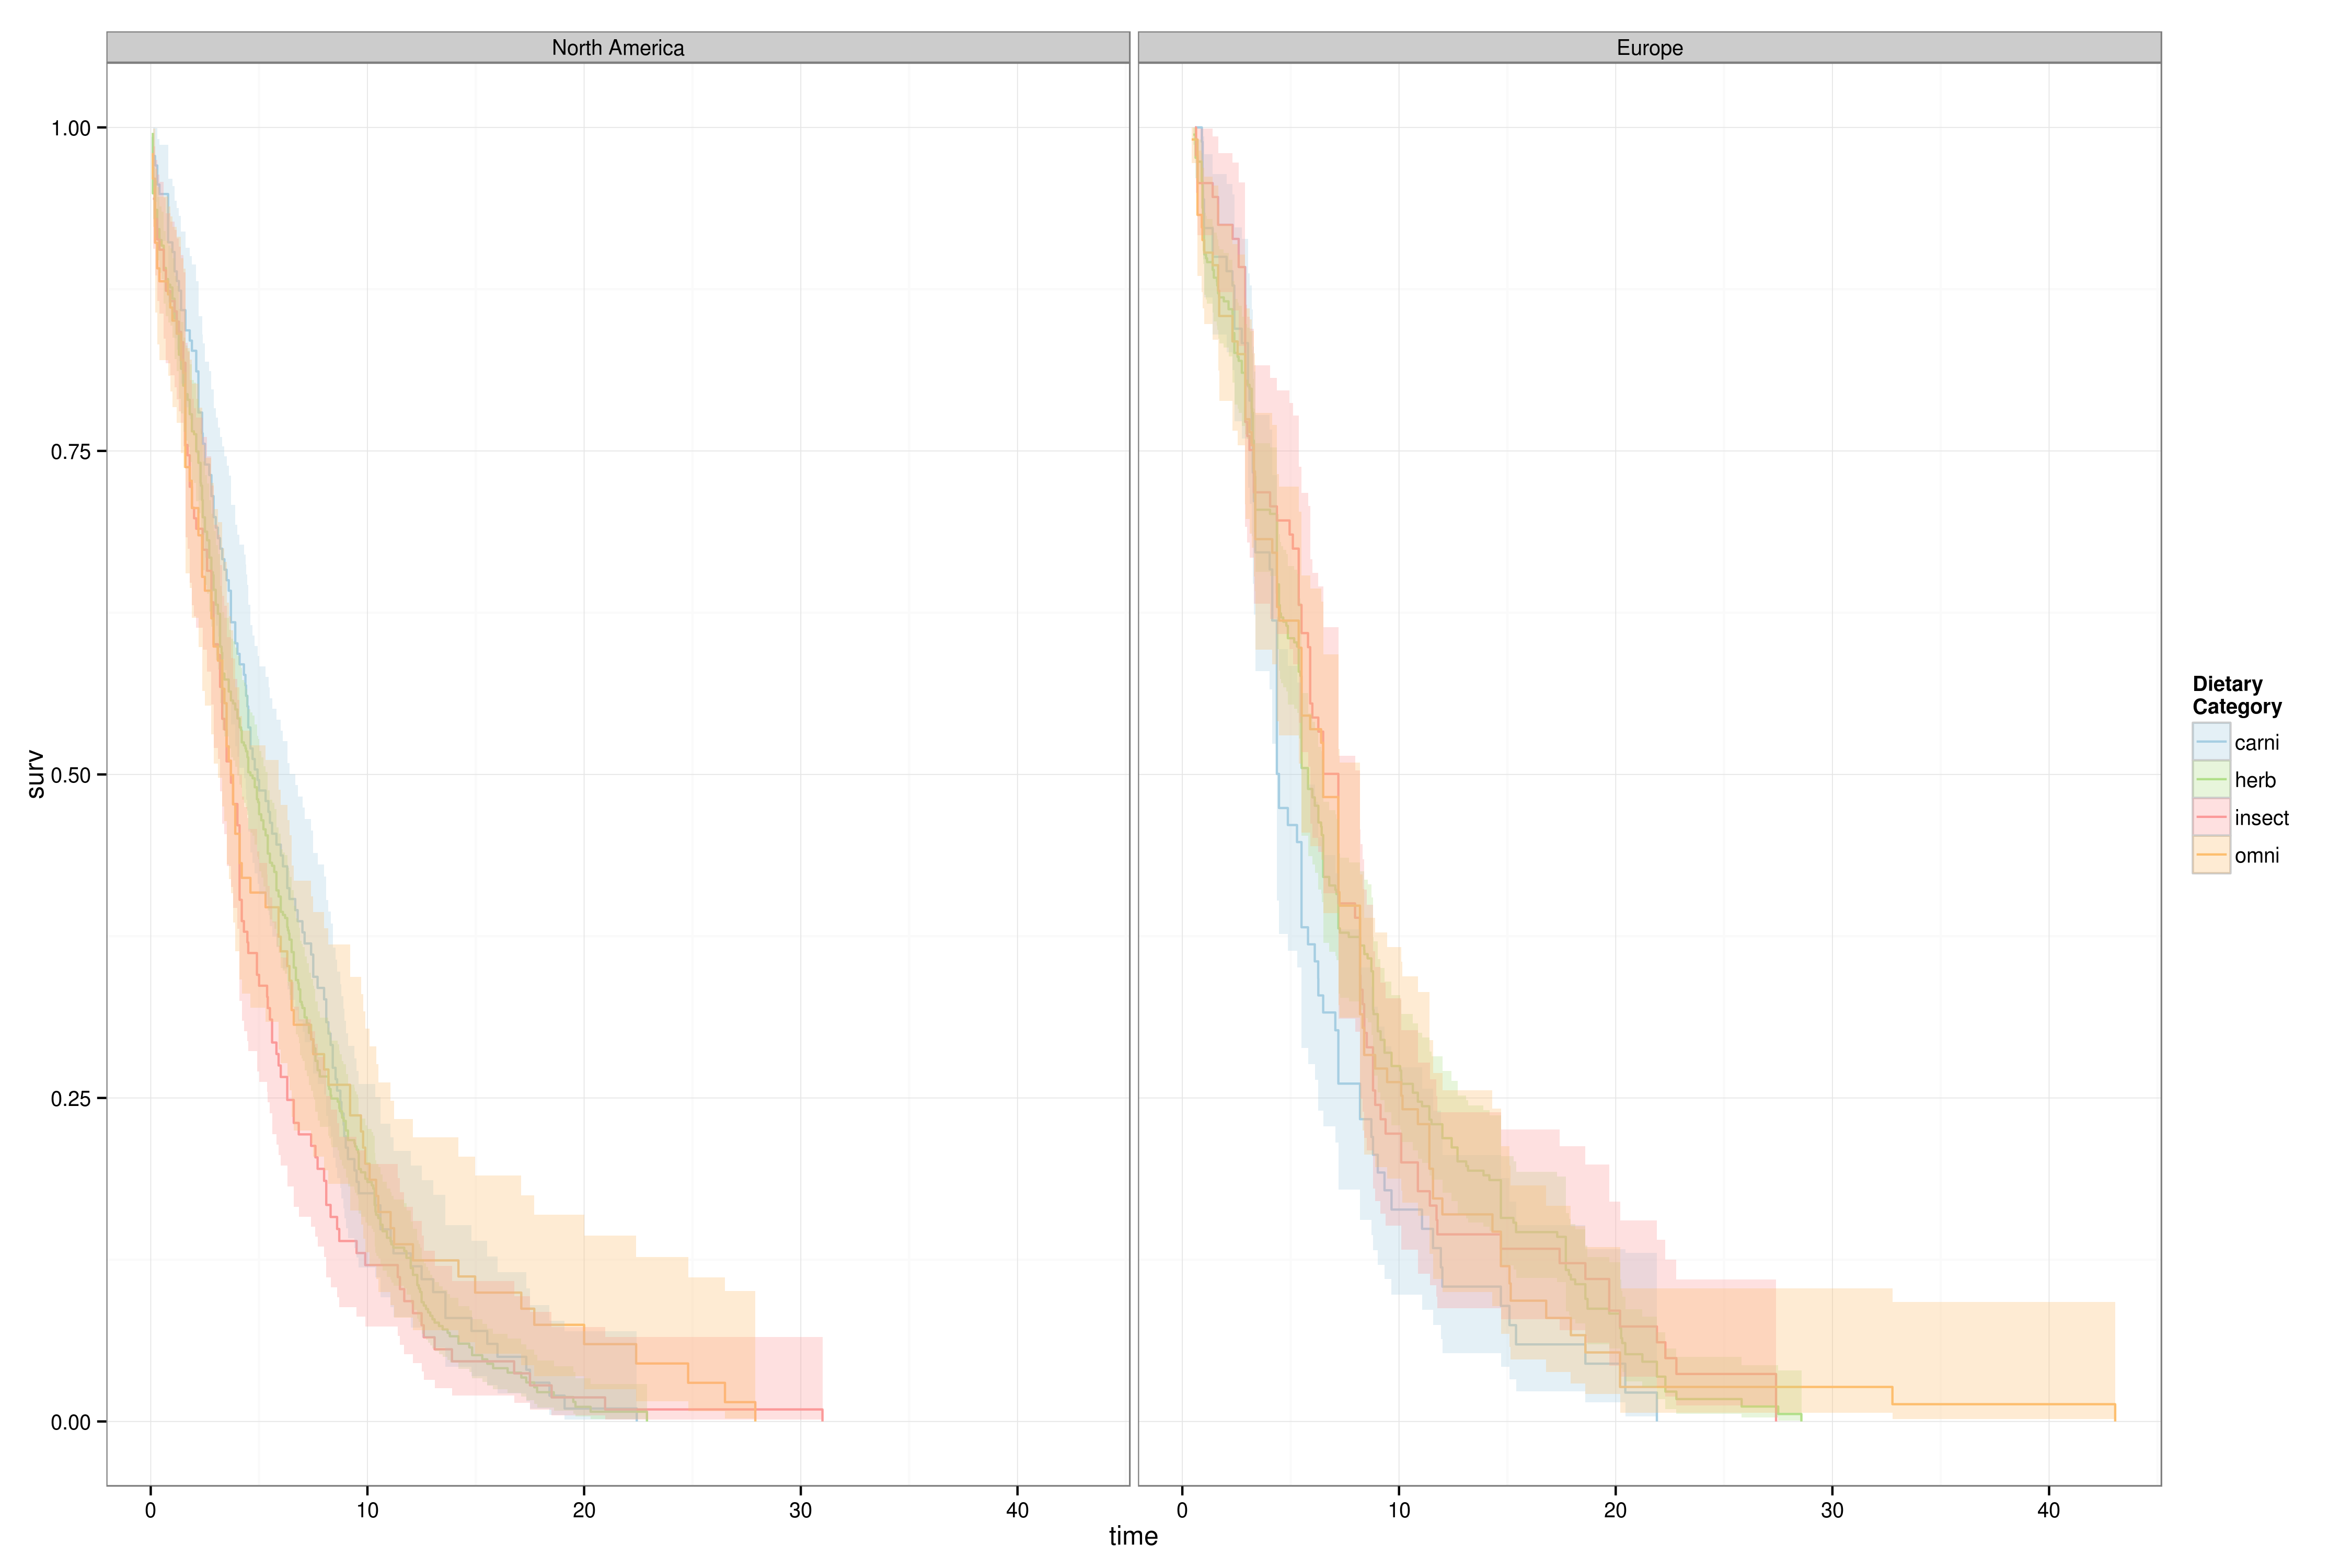 North America
Europe
surv
1.00
0.75
0.50
0.25
0.00
0 10 20 30 40
0 10 20 30 40
time
Dietary
Category
carni
herb
insect
omni